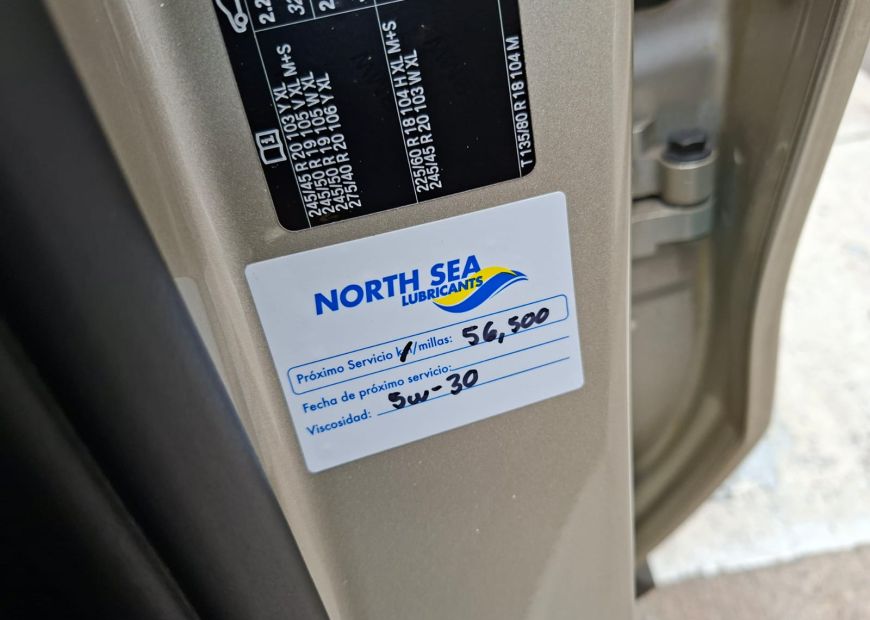 245/45 R 20 103 Y XL
245/50 R 19 105 V XL M+S
245/50 R 19 105 W XL
275/40 R 20 106 Y XL
225/60 R 18 104 H XL M+S
245/45 R 20 103 W XL
T 135/80 R 18 104 M
NORTH SEA
LUBRICANTS
Próximo Servicio /millas: 56,500
Fecha de próximo servicio:
Viscosidad: 5w-30